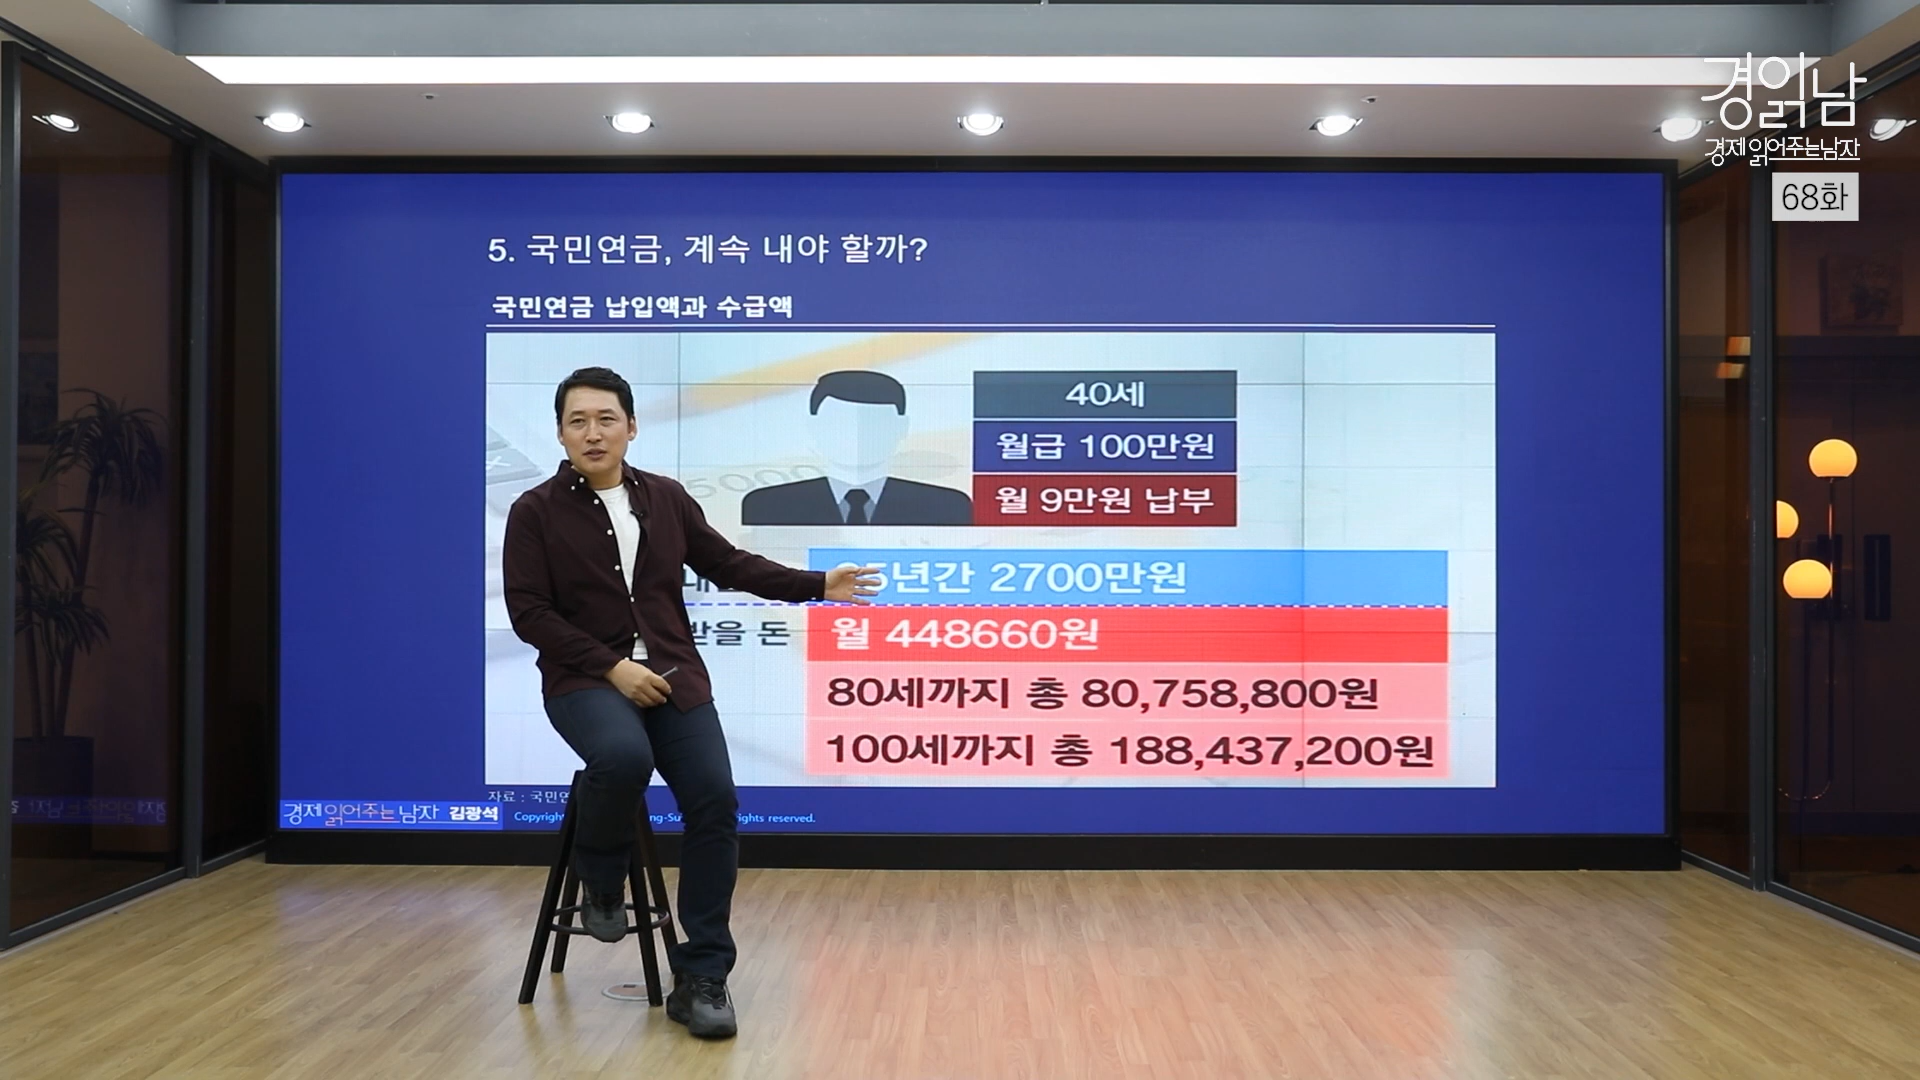 경읽남
경제 읽어주는 남자
68화
5. 국민연금, 계속 내야 할까?
국민연금 납입액과 수급액
40세
월급 100만원
월 9만원 납부
5000
2700만원
받을 돈 월 448660원
80세까지 총 80,758,800원
100세까지 총 188,437,200원
자료 : 
경제 읽어주는 남자 김광석 reserved.